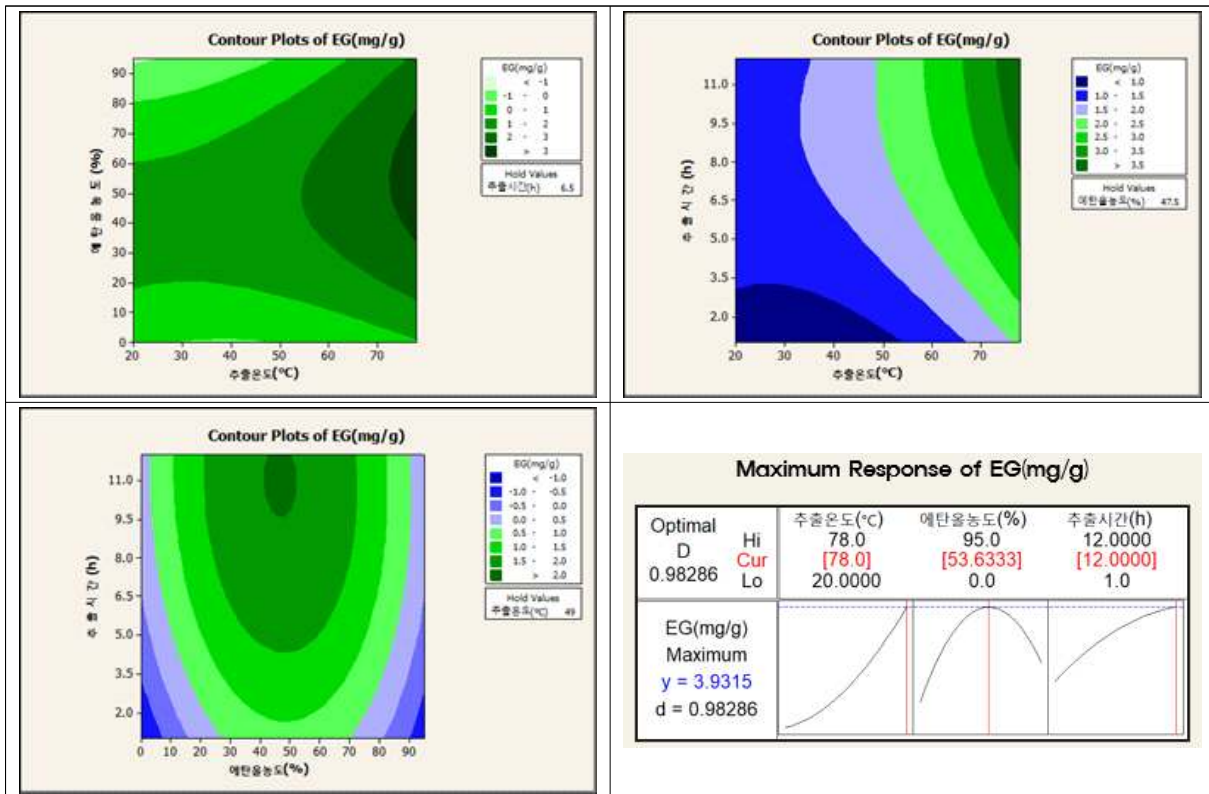 Contour Plots of EG(mg/g)
EG(mg/g)
< -1
-1 - 0
0 - 1
1 - 2
2 - 3
> 3
Hold Values
추출시간(h) 6.5
에탄올농도(%)
90
80
70
60
50
40
30
20
10
0
20 30 40 50 60 70
추출온도(°C)
Contour Plots of EG(mg/g)
EG(mg/g)
< 1.0
1.0 - 1.5
1.5 - 2.0
2.0 - 2.5
2.5 - 3.0
3.0 - 3.5
> 3.5
Hold Values
에탄올농도(%) 47.5
추출시간(h)
11.0
9.5
8.0
6.5
5.0
3.5
2.0
20 30 40 50 60 70
추출온도(°C)
Contour Plots of EG(mg/g)
EG(mg/g)
< -1.0
-1.0 - -0.5
-0.5 - 0.0
0.0 - 0.5
0.5 - 1.0
1.0 - 1.5
1.5 - 2.0
> 2.0
Hold Values
추출온도(°C) 49
추출시간(h)
11.0
9.5
8.0
6.5
5.0
3.5
2.0
0 10 20 30 40 50 60 70 80 90
에탄올농도(%)
Maximum Response of EG(mg/g)
Optimal
D
0.98286
Hi
Cur
Lo
추출온도(°C) 에탄올농도(%) 추출시간(h)
78.0 95.0 12.0000
[78.0] [53.6333] [12.0000]
20.0000 0.0 1.0
EG(mg/g)
Maximum
y = 3.9315
d = 0.98286